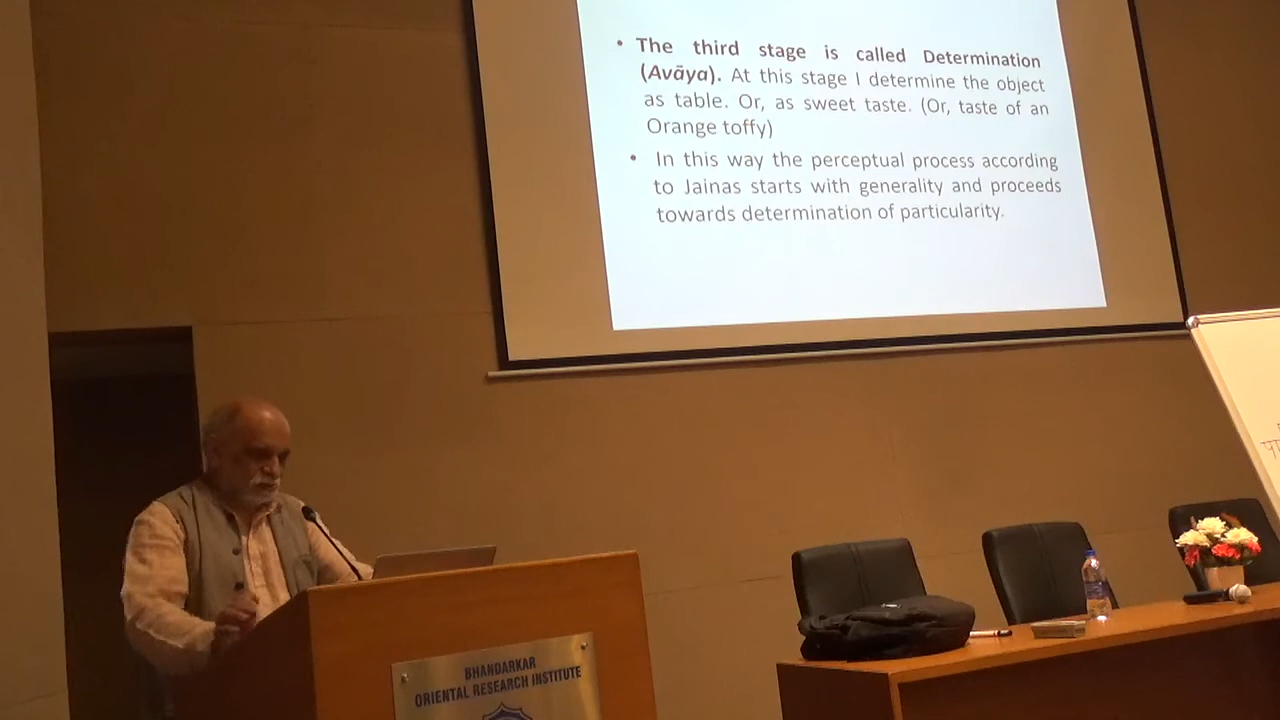 • The third stage is called Determination
(Avāya). At this stage I determine the object
as table. Or, as sweet taste. (Or, taste of an
Orange toffy)
• In this way the perceptual process according
to Jainas starts with generality and proceeds
towards determination of particularity.
BHANDARKAR
ORIENTAL RESEARCH INSTITUTE